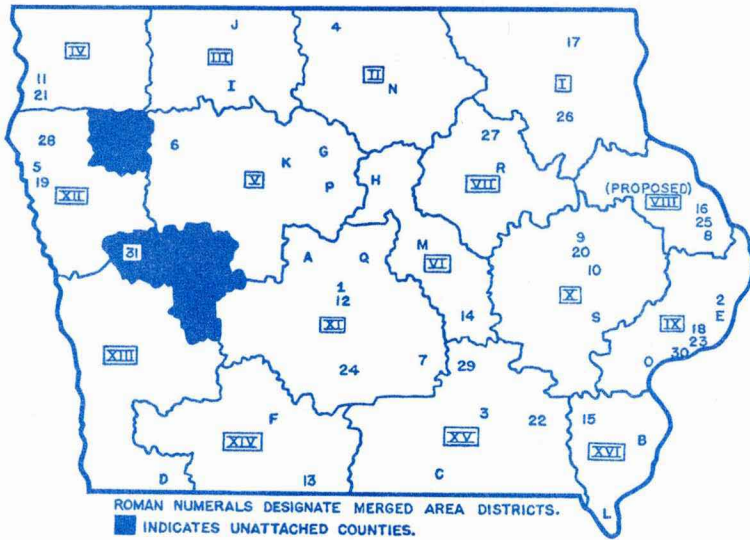 J
4
17
IV
III
II
I
11
21
I
N
26
28
6
G
27
5
K
R
19
V
P
H
VII
(PROPOSED)
XII
VIII
16
25
8
31
A
Q
M
9
20
VI
10
1
12
2
XI
14
X
S
E
IX
18
23
XIII
24
7
29
O
30
F
3
22
15
XIV
XV
B
XVI
D
13
C
L
ROMAN NUMERALS DESIGNATE MERGED AREA DISTRICTS.
INDICATES UNATTACHED COUNTIES.